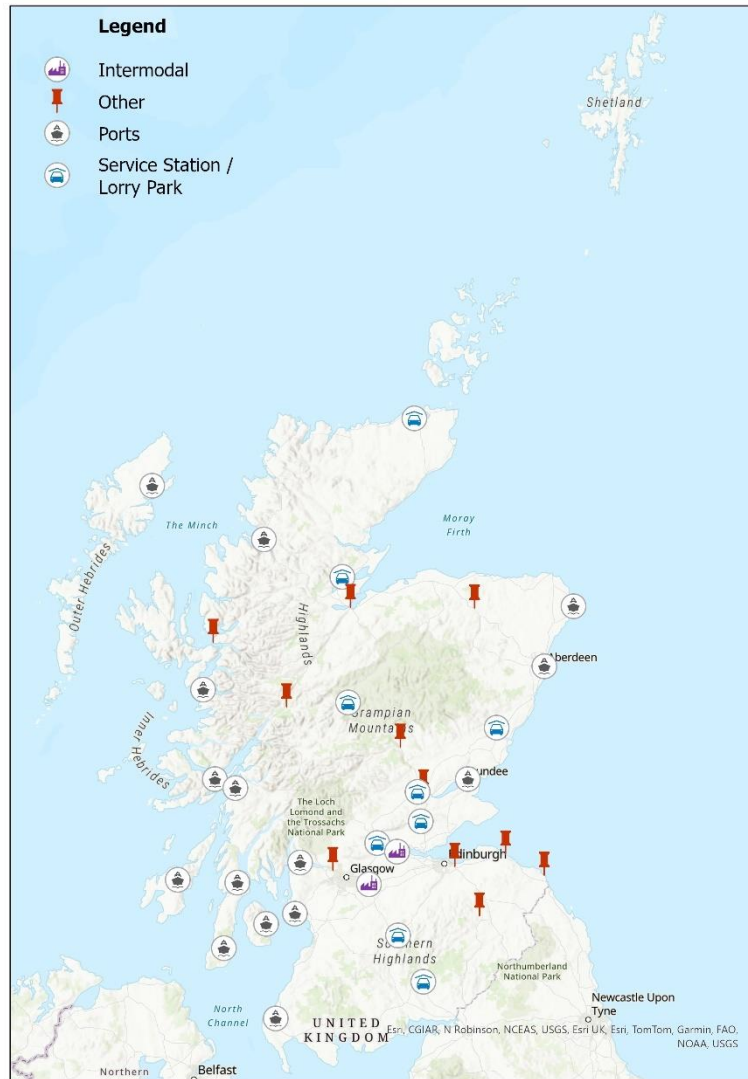 Legend
Intermodal
Other
Ports
Service Station /
Lorry Park
Shetland
The Minch
Moray
Firth
Outer Hebrides
Highlands
Aberdeen
Grampian
Mountains
Inner Hebrides
The Loch
Lomond and
the Trossachs
National Park
Glasgow
Edinburgh
Highlands
Northumberland
National Park
North
Channel
Newcastle Upon
Tyne
UNITED
KINGDOM
Esri, CGIAR, N Robinson, NCEAS, USGS, Esri UK, Esri, TomTom, Garmin, FAO,
NOAA, USGS
Northern
Belfast